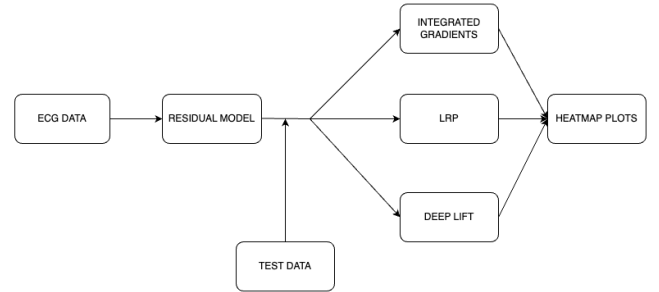 INTEGRATED
GRADIENTS
ECG DATA
RESIDUAL MODEL
LRP
HEATMAP PLOTS
DEEP LIFT
TEST DATA